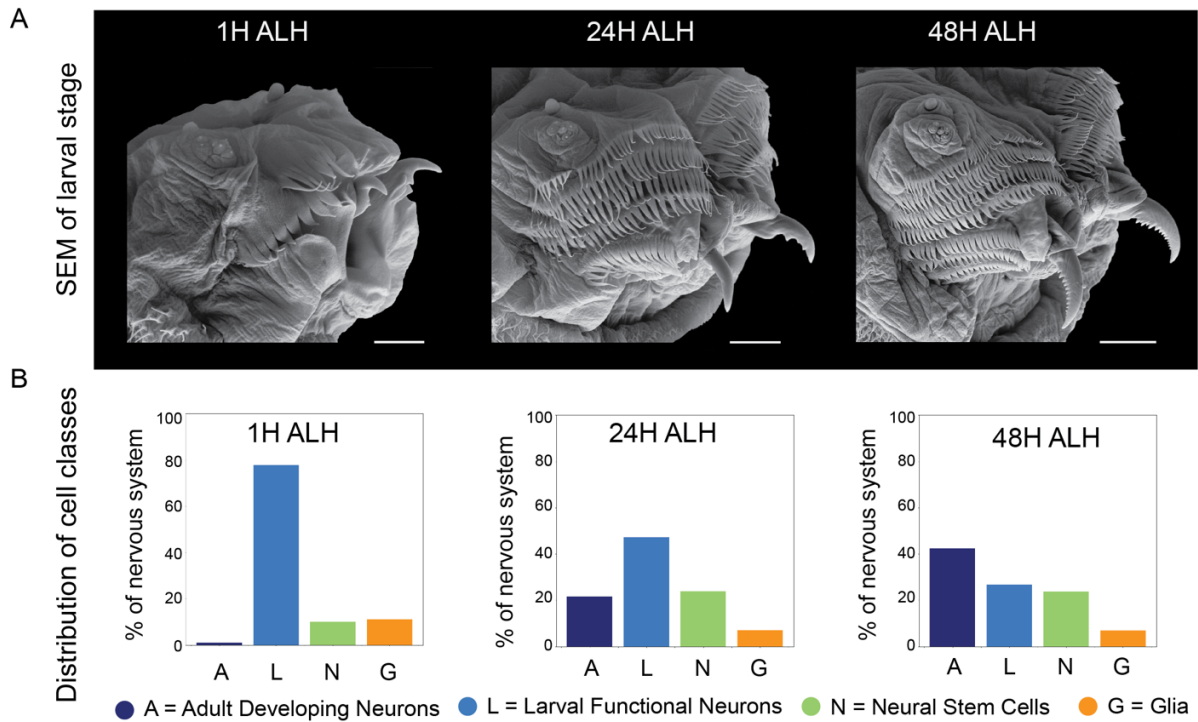 A
1H ALH
24H ALH
48H ALH
SEM of larval stage
B
Distribution of cell classes
% of nervous system
100
80
60
40
20
0
1H ALH
A L N G
% of nervous system
100
80
60
40
20
0
24H ALH
A L N G
% of nervous system
100
80
60
40
20
0
48H ALH
A L N G
A = Adult Developing Neurons L = Larval Functional Neurons N = Neural Stem Cells G = Glia